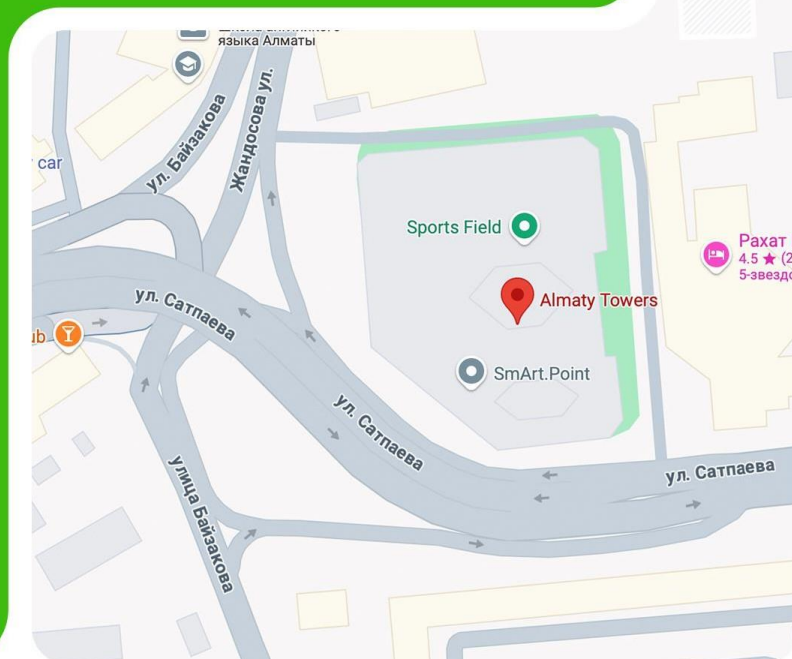 языка Алматы
ул. Байзакова
Жандосова ул.
car
Sports Field
Рахат
4.5 ★ (2
5-звездо
ул. Сатпаева
Almaty Towers
ub
SmArt.Point
ул. Сатпаева
ул. Сатпаева
улица Байзакова